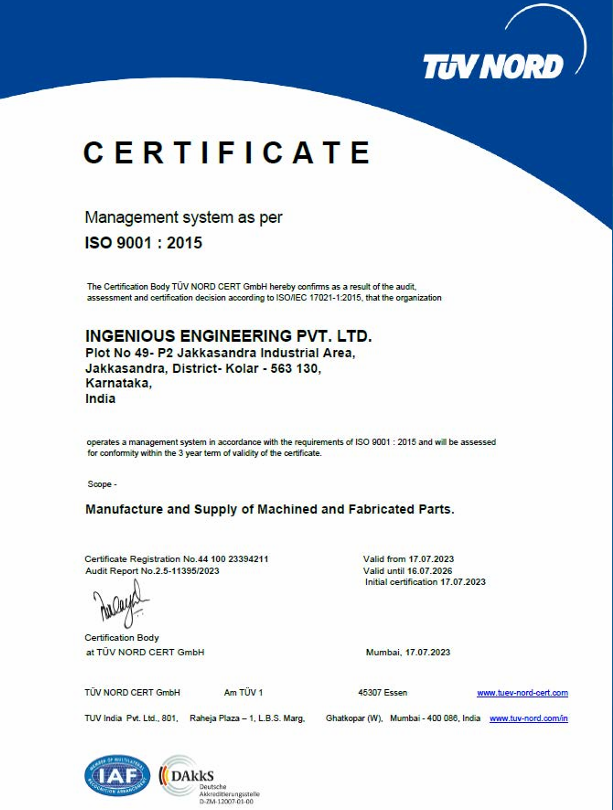 TÜV NORD
CERTIFICATE
Management system as per
ISO 9001 : 2015
The Certification Body TÜV NORD CERT GmbH hereby confirms as a result of the audit,
assessment and certification decision according to ISO/IEC 17021-1:2015, that the organization
INGENIOUS ENGINEERING PVT. LTD.
Plot No 49- P2 Jakkasandra Industrial Area,
Jakkasandra, District- Kolar - 563 130,
Karnataka,
India
operates a management system in accordance with the requirements of ISO 9001 : 2015 and will be assessed
for conformity within the 3 year term of validity of the certificate.
Scope -
Manufacture and Supply of Machined and Fabricated Parts.
Certificate Registration No.44 100 23394211 Valid from 17.07.2023
Audit Report No.2.5-11395/2023 Valid until 16.07.2026
Initial certification 17.07.2023
Certification Body
at TÜV NORD CERT GmbH Mumbai, 17.07.2023
TÜV NORD CERT GmbH Am TÜV 1 45307 Essen www.tuev-nord-cert.com
TUV India Pvt. Ltd., 801, Raheja Plaza – 1, L.B.S. Marg, Ghatkopar (W), Mumbai - 400 086, India www.tuv-nord.com/in
MEMBER OF MULTILATERAL
IAF
RECOGNITION ARRANGEMENT
DAkkS
Deutsche
Akkreditierungsstelle
D-ZM-12007-01-00